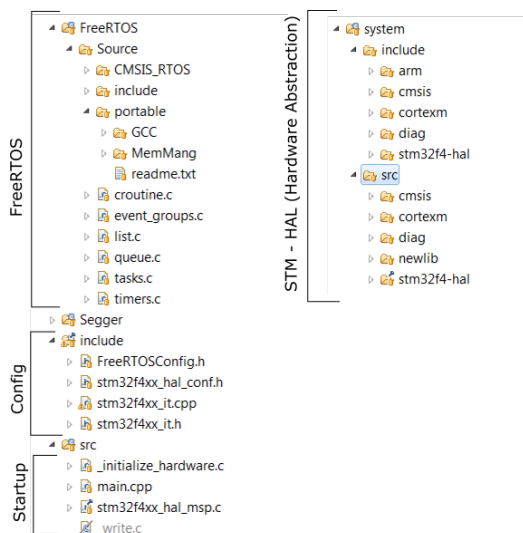 FreeRTOS
FreeRTOS
Source
CMSIS_RTOS
include
portable
GCC
MemMang
readme.txt
croutine.c
event_groups.c
list.c
queue.c
tasks.c
timers.c
Segger
Config
include
FreeRTOSConfig.h
stm32f4xx_hal_conf.h
stm32f4xx_it.cpp
stm32f4xx_it.h
Startup
src
_initialize_hardware.c
main.cpp
stm32f4xx_hal_msp.c
_write.c
STM - HAL (Hardware Abstraction)
system
include
arm
cmsis
cortexm
diag
stm32f4-hal
src
cmsis
cortexm
diag
newlib
stm32f4-hal